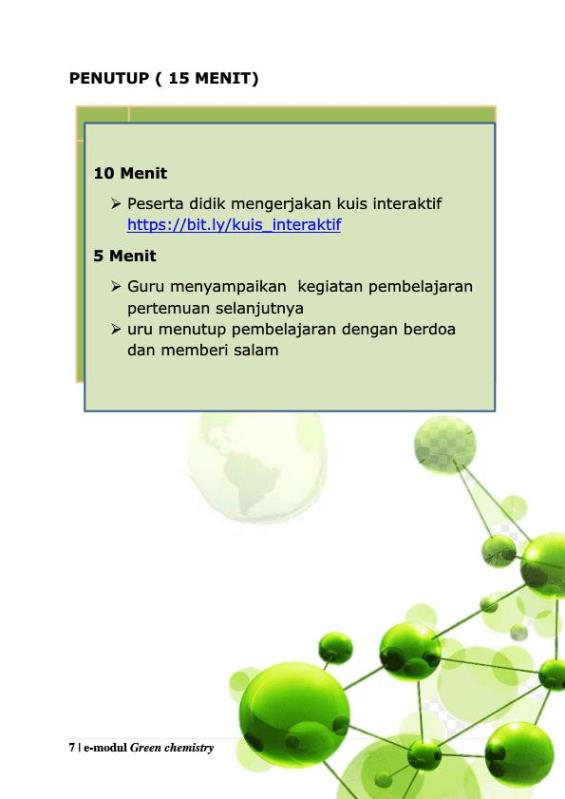 PENUTUP ( 15 MENIT)
10 Menit
➢ Peserta didik mengerjakan kuis interaktif
https://bit.ly/kuis_interaktif
5 Menit
➢ Guru menyampaikan  kegiatan pembelajaran
pertemuan selanjutnya
➢ uru menutup pembelajaran dengan berdoa
dan memberi salam
7 | e-modul Green chemistry